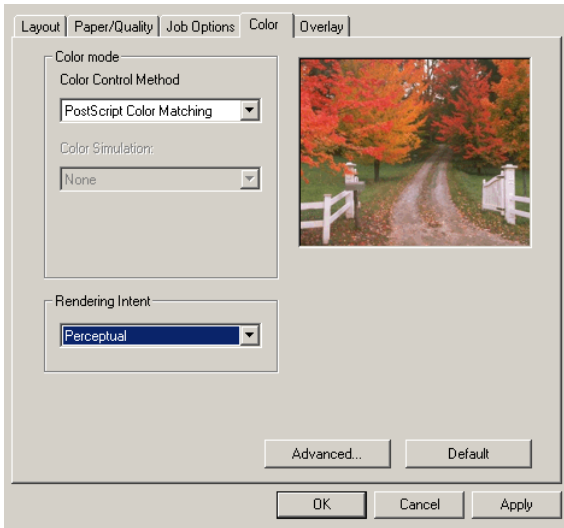 Layout Paper/Quality Job Options Color Overlay
Color mode
Color Control Method
PostScript Color Matching
Color Simulation:
None
Rendering Intent
Perceptual
Advanced... Default
OK Cancel Apply